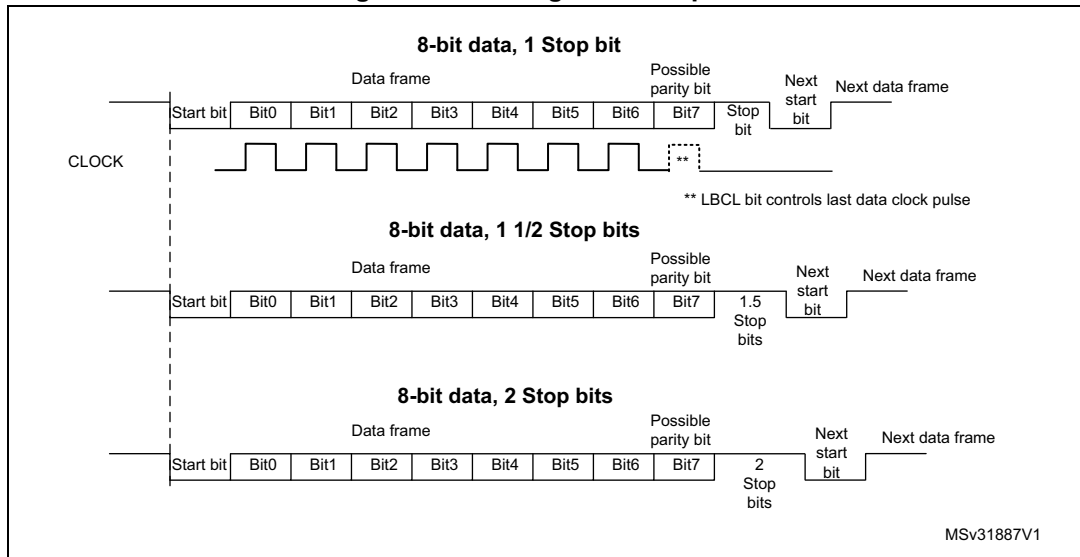 8-bit data, 1 Stop bit
Data frame
Possible
parity bit
Next
start
bit
Next data frame
Start bit Bit0 Bit1 Bit2 Bit3 Bit4 Bit5 Bit6 Bit7 Stop
bit
CLOCK
**
** LBCL bit controls last data clock pulse
8-bit data, 1 1/2 Stop bits
Data frame
Possible
parity bit
Next
start
bit
Next data frame
Start bit Bit0 Bit1 Bit2 Bit3 Bit4 Bit5 Bit6 Bit7 1.5
Stop
bits
8-bit data, 2 Stop bits
Data frame
Possible
parity bit
Next
start
bit
Next data frame
Start bit Bit0 Bit1 Bit2 Bit3 Bit4 Bit5 Bit6 Bit7 2
Stop
bits
MSv31887V1